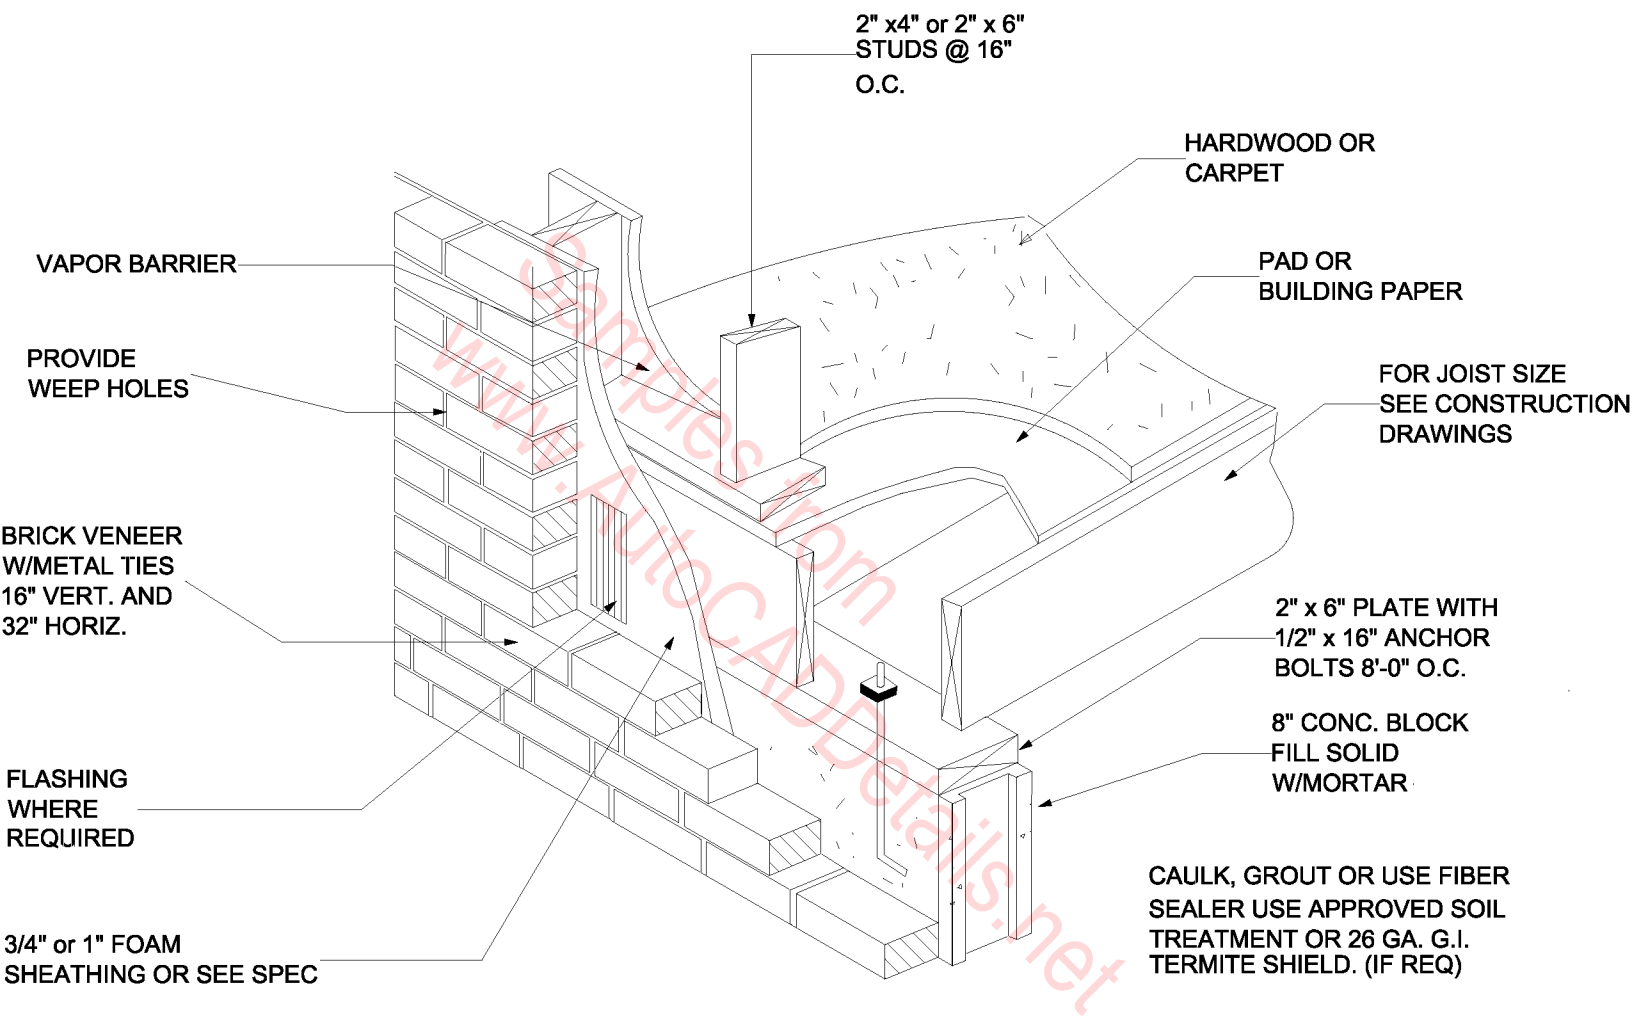 2" x4" or 2" x 6"
STUDS @ 16"
O.C.
HARDWOOD OR
CARPET
PAD OR
BUILDING PAPER
FOR JOIST SIZE
SEE CONSTRUCTION
DRAWINGS
2" x 6" PLATE WITH
1/2" x 16" ANCHOR
BOLTS 8'-0" O.C.
8" CONC. BLOCK
FILL SOLID
W/MORTAR
CAULK, GROUT OR USE FIBER
SEALER USE APPROVED SOIL
TREATMENT OR 26 GA. G.I.
TERMITE SHIELD. (IF REQ)
VAPOR BARRIER
PROVIDE
WEEP HOLES
BRICK VENEER
W/METAL TIES
16" VERT. AND
32" HORIZ.
FLASHING
WHERE
REQUIRED
3/4" or 1" FOAM
SHEATHING OR SEE SPEC
Samples from
www.AutoCADDetails.net